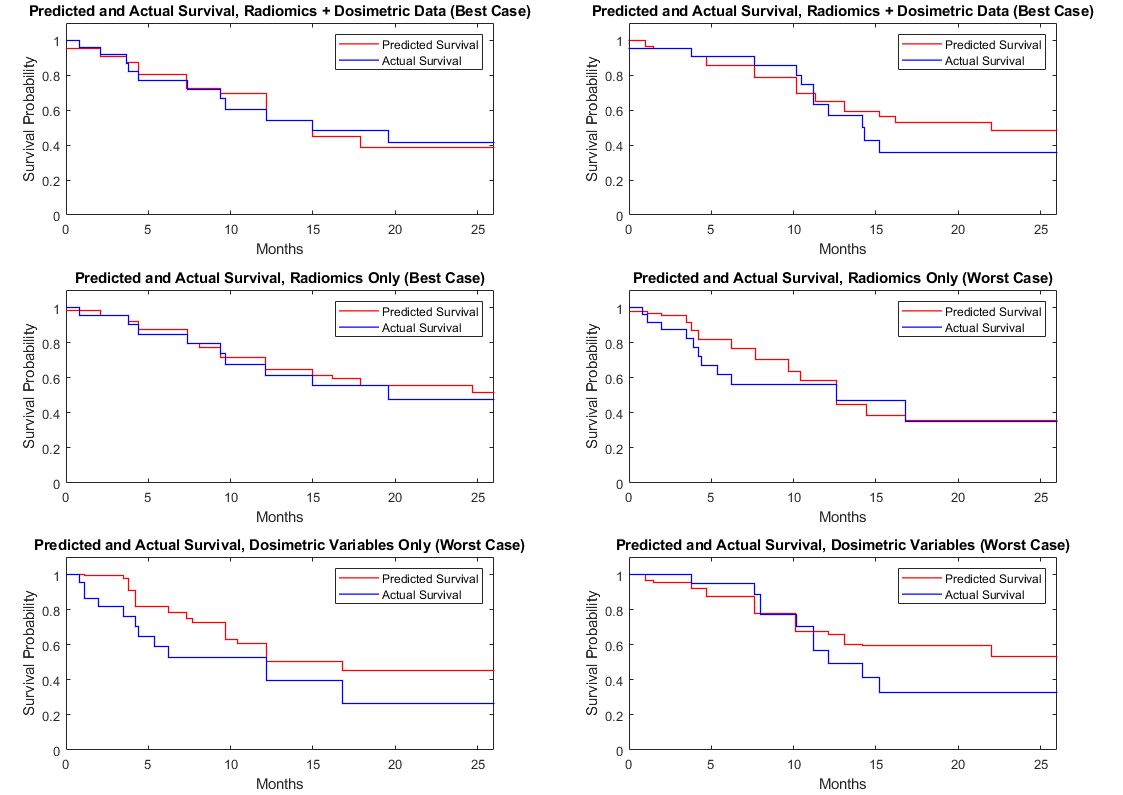 Predicted and Actual Survival, Radiomics + Dosimetric Data (Best Case)
Survival Probability
1
0.8
0.6
0.4
0.2
0
Predicted Survival
Actual Survival
0 5 10 15 20 25
Months
Predicted and Actual Survival, Radiomics + Dosimetric Data (Best Case)
Survival Probability
1
0.8
0.6
0.4
0.2
0
Predicted Survival
Actual Survival
0 5 10 15 20 25
Months
Predicted and Actual Survival, Radiomics Only (Best Case)
Survival Probability
1
0.8
0.6
0.4
0.2
0
Predicted Survival
Actual Survival
0 5 10 15 20 25
Months
Predicted and Actual Survival, Radiomics Only (Worst Case)
Survival Probability
1
0.8
0.6
0.4
0.2
0
Predicted Survival
Actual Survival
0 5 10 15 20 25
Months
Predicted and Actual Survival, Dosimetric Variables Only (Worst Case)
Survival Probability
1
0.8
0.6
0.4
0.2
0
Predicted Survival
Actual Survival
0 5 10 15 20 25
Months
Predicted and Actual Survival, Dosimetric Variables (Worst Case)
Survival Probability
1
0.8
0.6
0.4
0.2
0
Predicted Survival
Actual Survival
0 5 10 15 20 25
Months